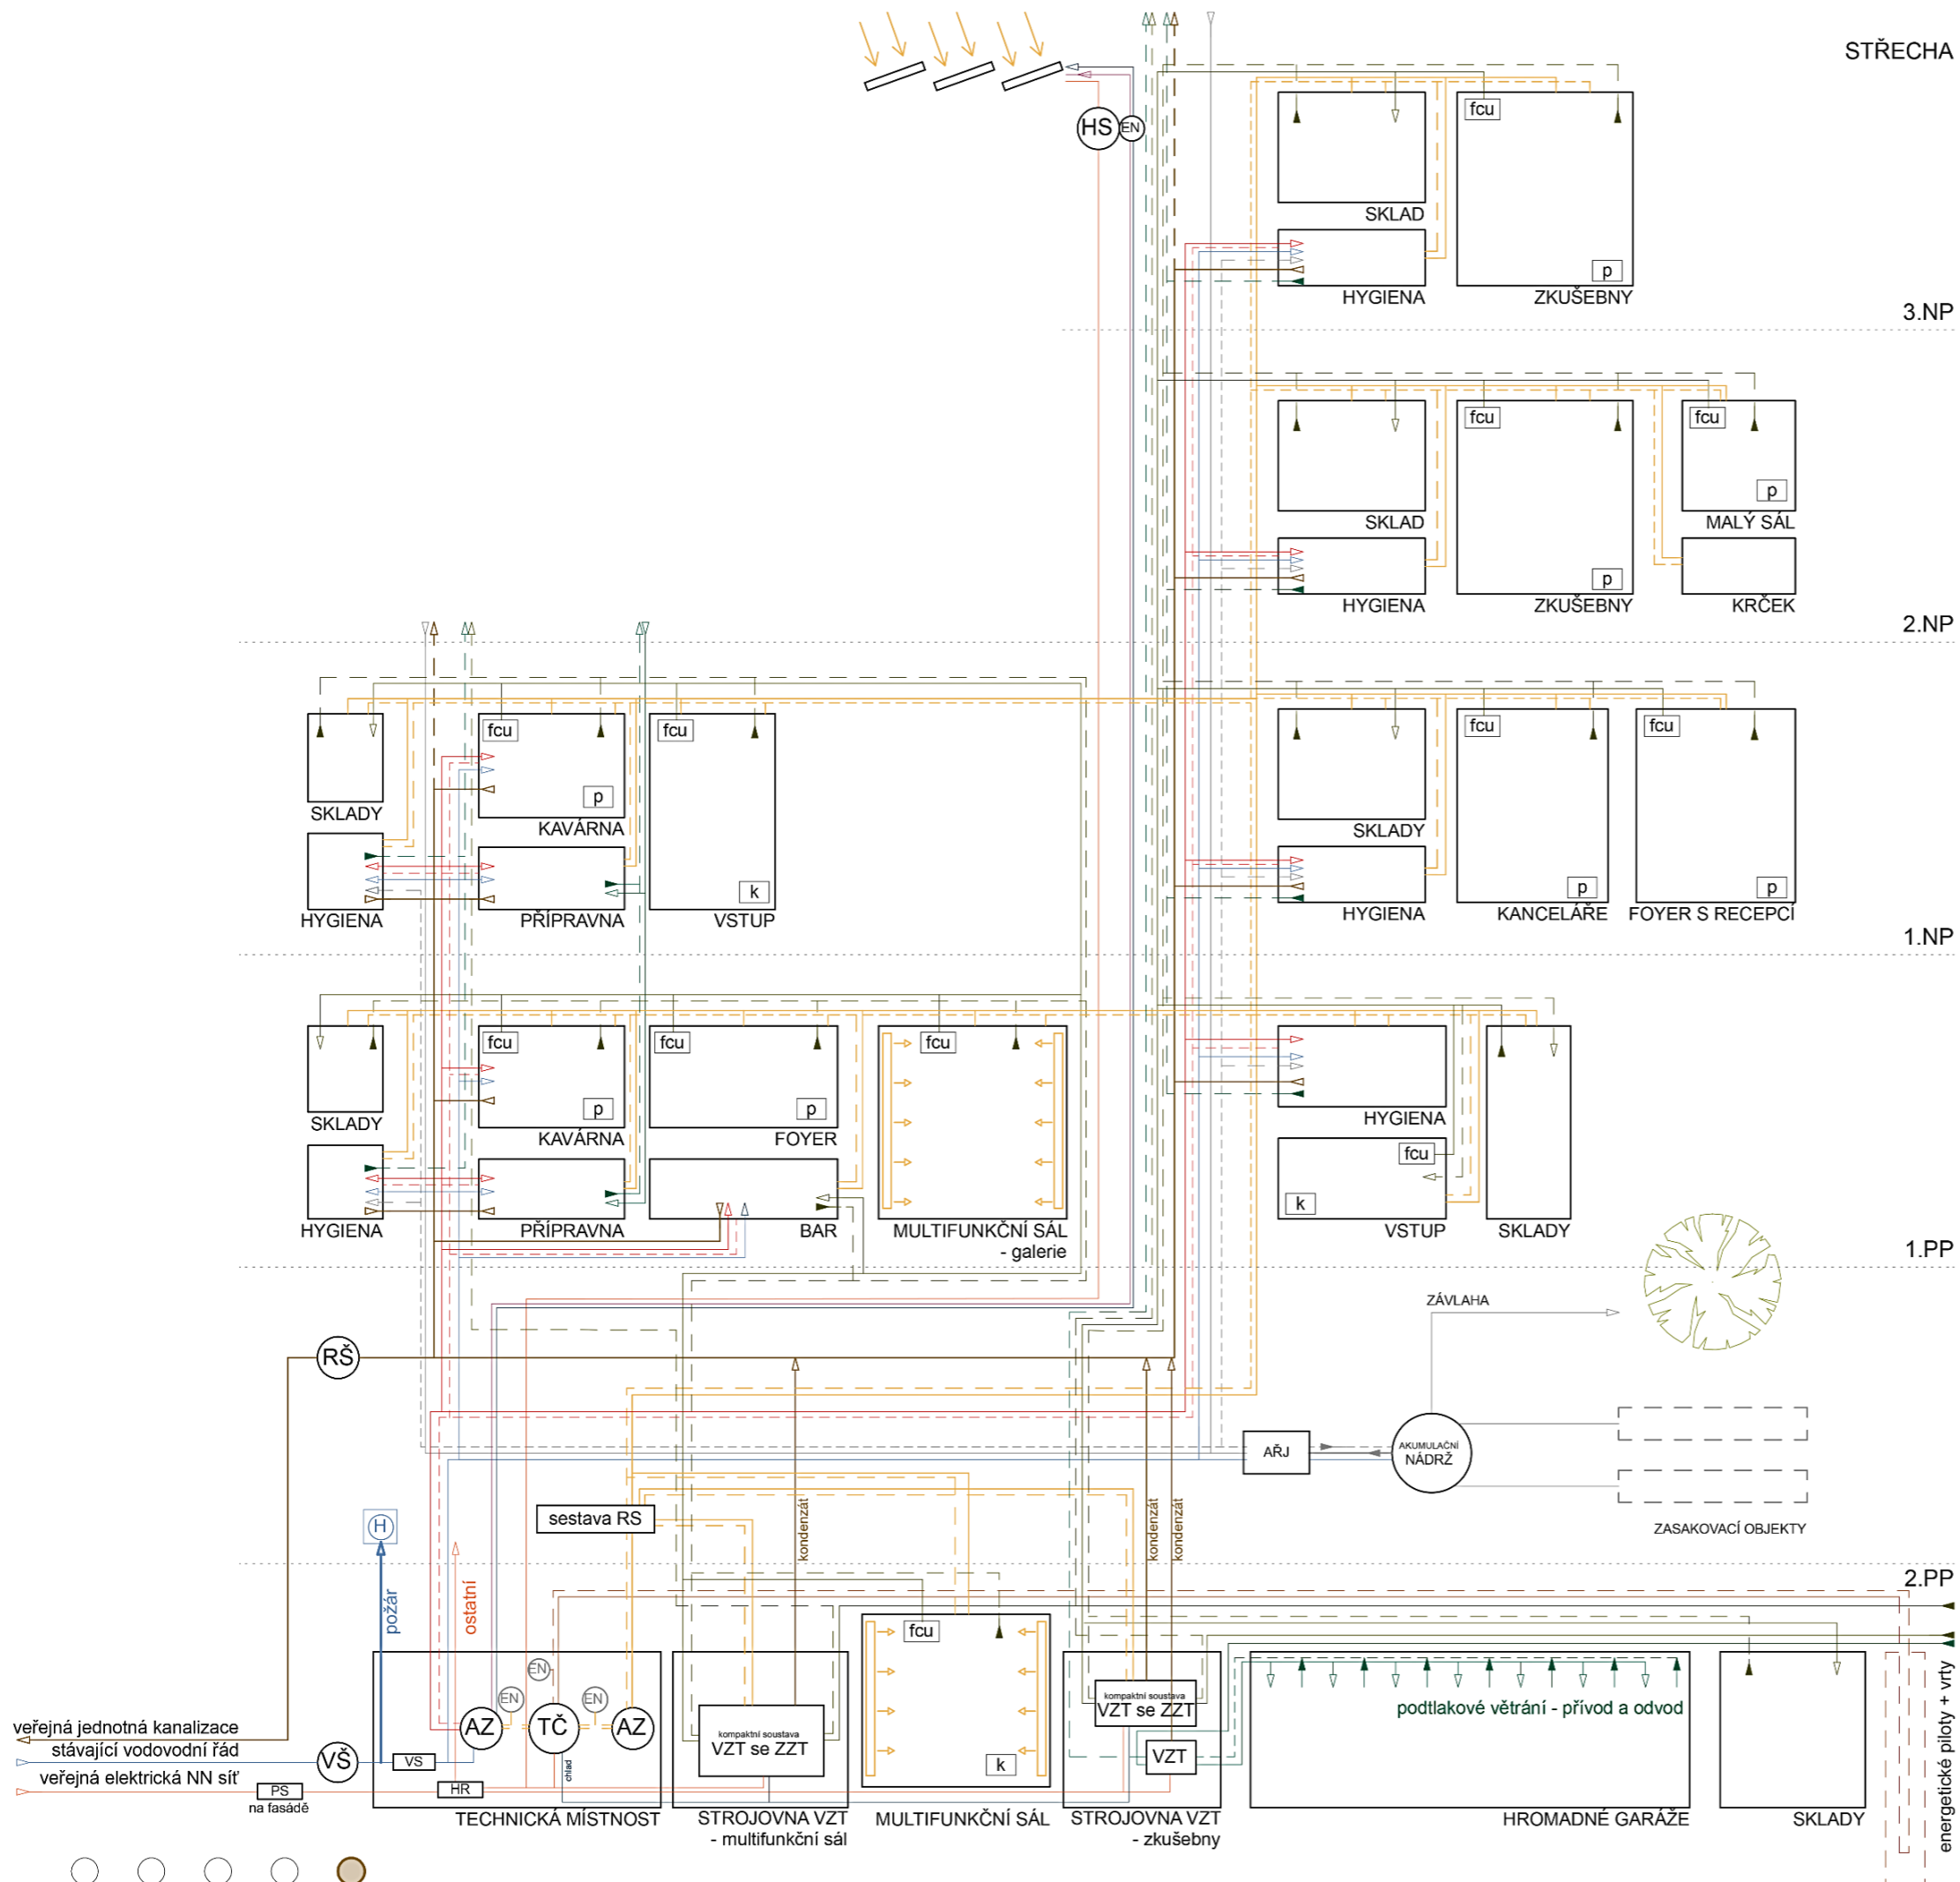 STŘECHA
HS
EN
fcu
SKLAD
p
HYGIENA
ZKUŠEBNY
3.NP
fcu
fcu
p
SKLAD
MALÝ SÁL
p
HYGIENA
ZKUŠEBNY
KRČEK
2.NP
fcu
fcu
fcu
fcu
p
SKLADY
KAVÁRNA
SKLADY
k
p
p
HYGIENA
PŘÍPRAVNA
VSTUP
HYGIENA
KANCELÁŘE
FOYER S RECEPCÍ
1.NP
fcu
fcu
fcu
p
p
SKLADY
KAVÁRNA
FOYER
HYGIENA
fcu
k
HYGIENA
PŘÍPRAVNA
BAR
MULTIFUNKČNÍ SÁL
- galerie
VSTUP
SKLADY
1.PP
ZÁVLAHA
RŠ
AŘJ
AKUMULAČNÍ
NÁDRŽ
sestava RS
kondenzát
kondenzát
kondenzát
ZASAKOVACÍ OBJEKTY
H
2.PP
požár
ostatní
fcu
EN
EN
EN
AZ
TČ
AZ
kompaktní soustava
VZT se ZZT
kompaktní soustava
VZT se ZZT
podtlakové větrání - přívod a odvod
energetické piloty + vrty
veřejná jednotná kanalizace
stávající vodovodní řád
VŠ
VS
chlad
k
VZT
veřejná elektrická NN síť
PS
na fasádě
HR
TECHNICKÁ MÍSTNOST
STROJOVNA VZT
- multifunkční sál
MULTIFUNKČNÍ SÁL
STROJOVNA VZT
- zkušebny
HROMADNÉ GARÁŽE
SKLADY